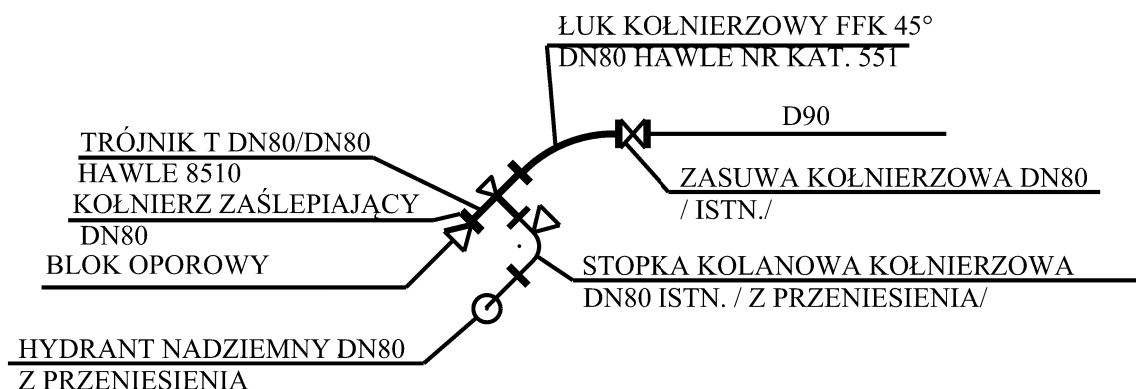 ŁUK KOŁNIERZOWY FFK 45°
DN80 HAWLE NR KAT. 551
D90
TRÓJNIK T DN80/DN80
HAWLE 8510
ZASUWA KOŁNIERZOWA DN80
/ ISTN./
KOŁNIERZ ZAŚLEPIAJĄCY
DN80
BLOK OPOROWY
STOPKA KOLANOWA KOŁNIERZOWA
DN80 ISTN. / Z PRZENIESIENIA/
HYDRANT NADZIEMNY DN80
Z PRZENIESIENIA